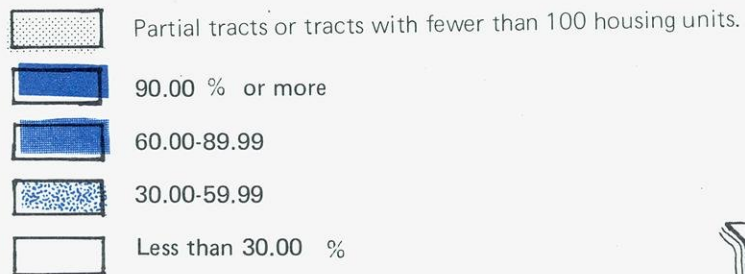 Partial tracts or tracts with fewer than 100 housing units.
90.00 % or more
60.00-89.99
30.00-59.99
Less than 30.00 %